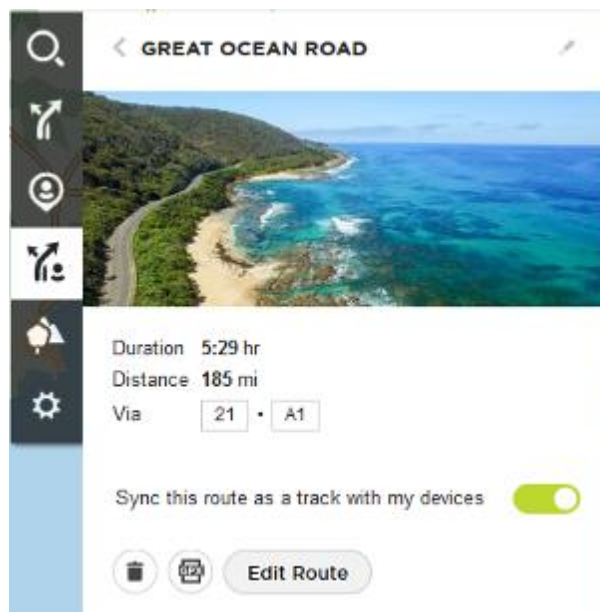 GREAT OCEAN ROAD
Duration 5:29 hr
Distance 185 mi
Via 21 • A1
Sync this route as a track with my devices
Edit Route